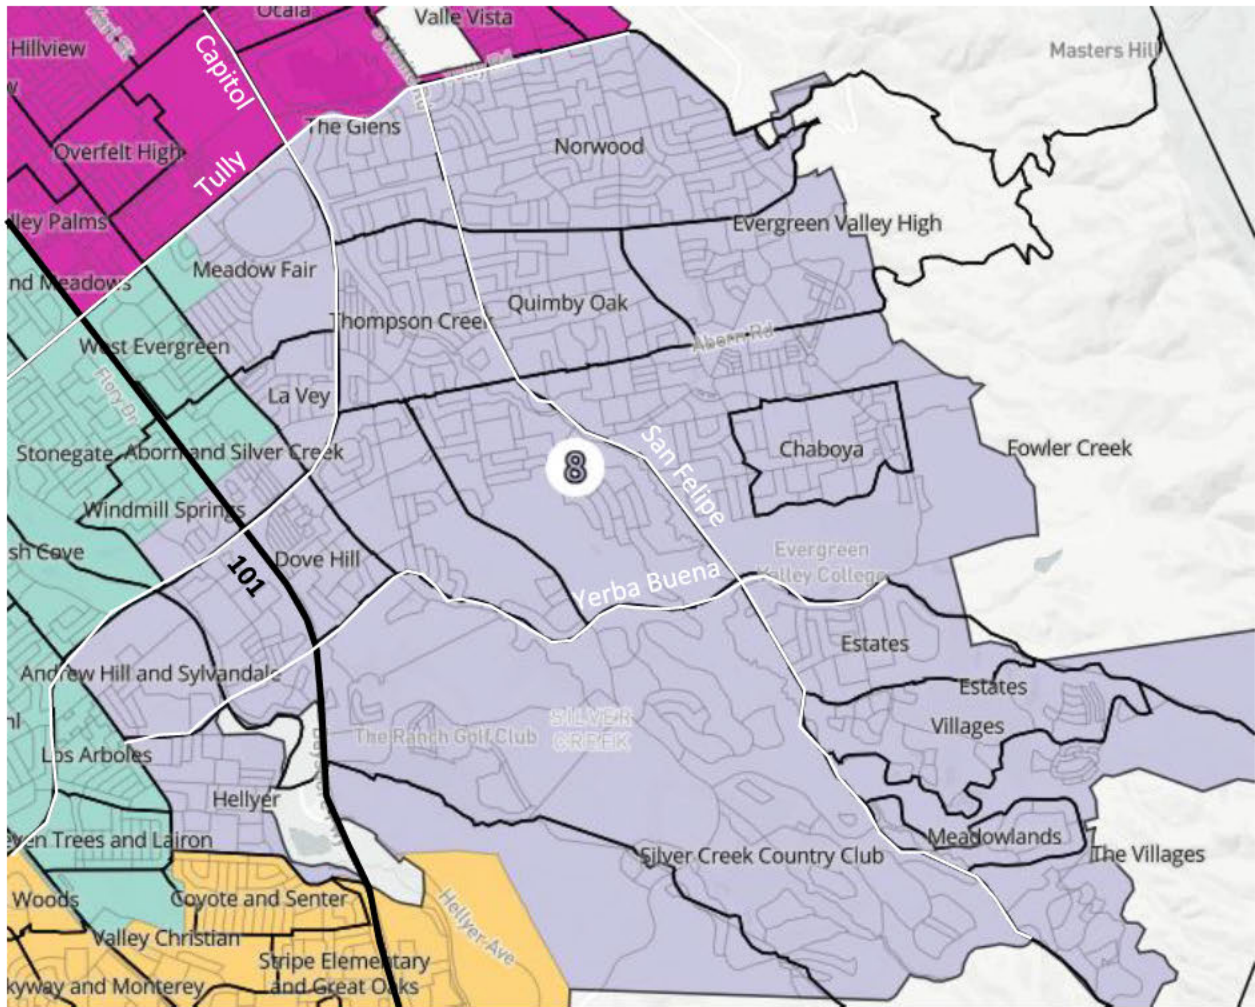 Ocala
Valle Vista
Hillview
Capitol
Masters Hill
The Glens
Norwood
Overfelt High
Tully
lley Palms
Evergreen Valley High
nd Meadows
Meadow Fair
Quimby Oak
Thompson Creek
Aborn Rd
West Evergreen
Flory Dr
La Vey
Stonegate
Aborn and Silver Creek
San Felipe
Chaboya
Fowler Creek
8
Windmill Springs
sh Cove
Dove Hill
101
Evergreen
Valley College
Yerba Buena
Estates
Andrew Hill and Sylvandale
Estates
Villages
SILVER
CREEK
The Ranch Golf Club
Los Arboles
Hellyer
Meadowlands
even Trees and Lairon
Silver Creek Country Club
The Villages
Woods
Coyote and Senter
Hellyer Ave
Valley Christian
Stripe Elementary
and Great Oaks
kyway and Monterey